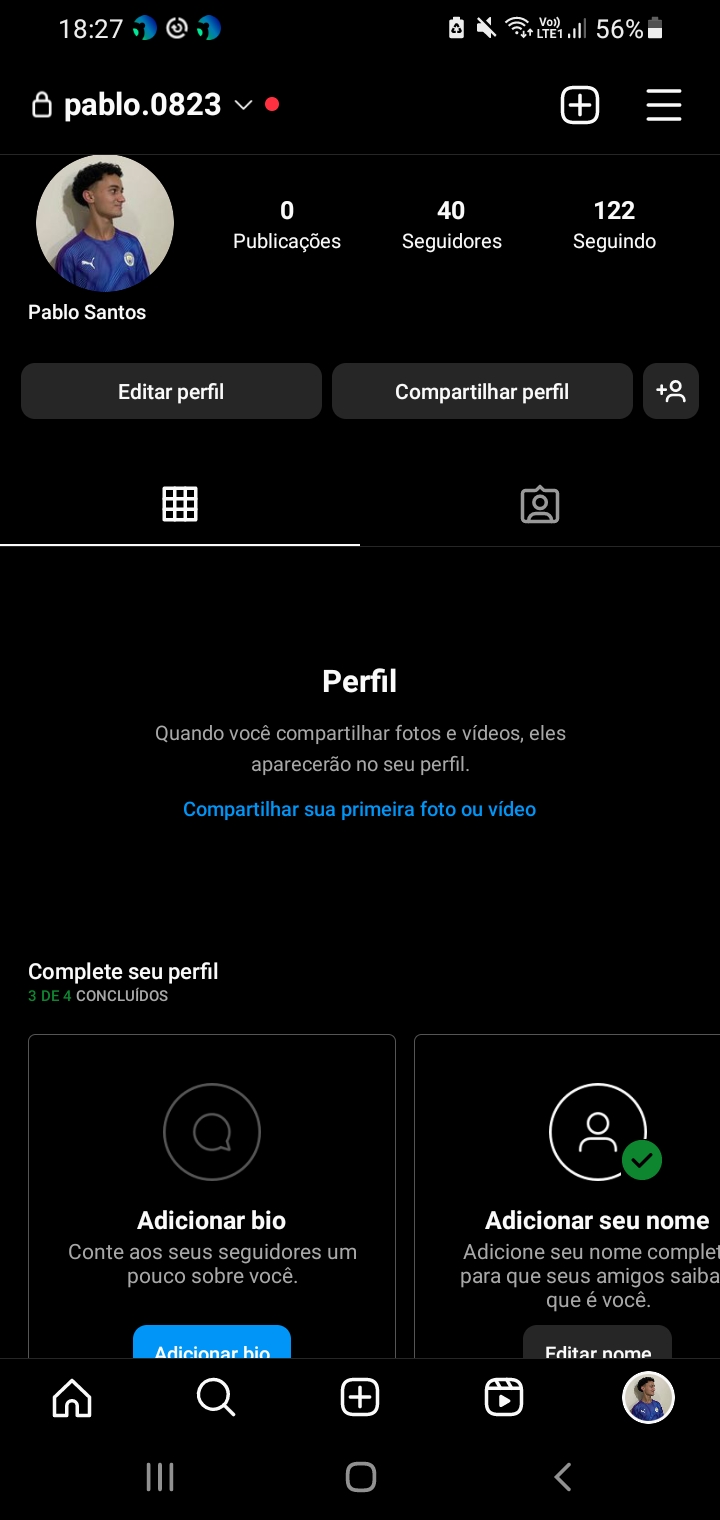 18:27
Vo)) LTE1 56%
pablo.0823
0
Publicações
40
Seguidores
122
Seguindo
Pablo Santos
Editar perfil
Compartilhar perfil
Perfil
Quando você compartilhar fotos e vídeos, eles
aparecerão no seu perfil.
Compartilhar sua primeira foto ou vídeo
Complete seu perfil
3 DE 4 CONCLUÍDOS
Adicionar bio
Conte aos seus seguidores um
pouco sobre você.
Adicionar bio
Adicionar seu nome
Adicione seu nome complet
para que seus amigos saiba
que é você.
Editar nome